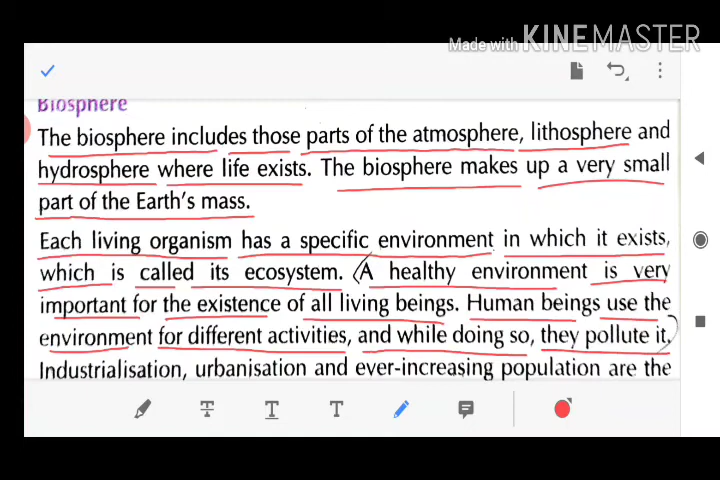 Made with KINEMASTER
Biosphere
The biosphere includes those parts of the atmosphere, lithosphere and
hydrosphere where life exists. The biosphere makes up a very small
part of the Earth's mass.
Each living organism has a specific environment in which it exists,
which is called its ecosystem. A healthy environment is very
important for the existence of all living beings. Human beings use the
environment for different activities, and while doing so, they pollute it.
Industrialisation, urbanisation and ever-increasing population are the